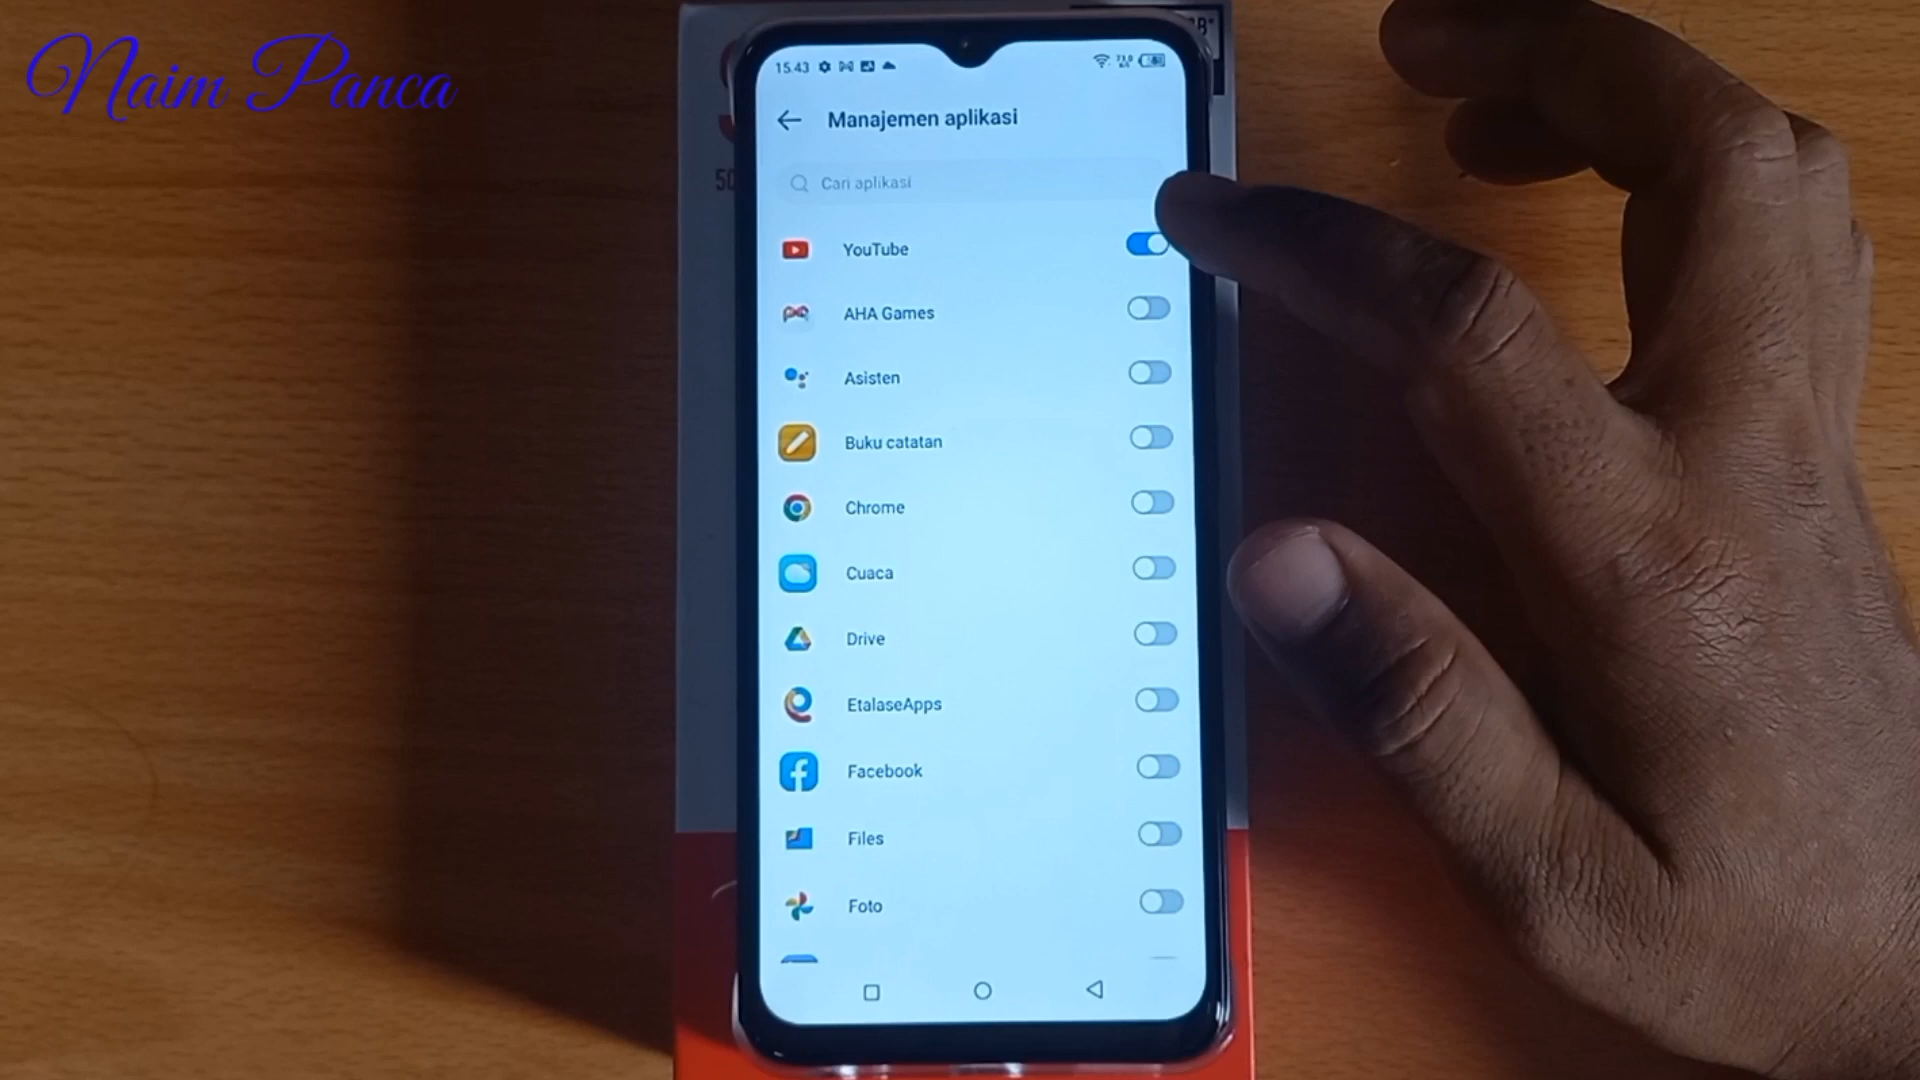 Naim Panca
15.43
Manajemen aplikasi
Cari aplikasi
YouTube
AHA Games
Asisten
Buku catatan
Chrome
Cuaca
Drive
EtalaseApps
Facebook
Files
Foto